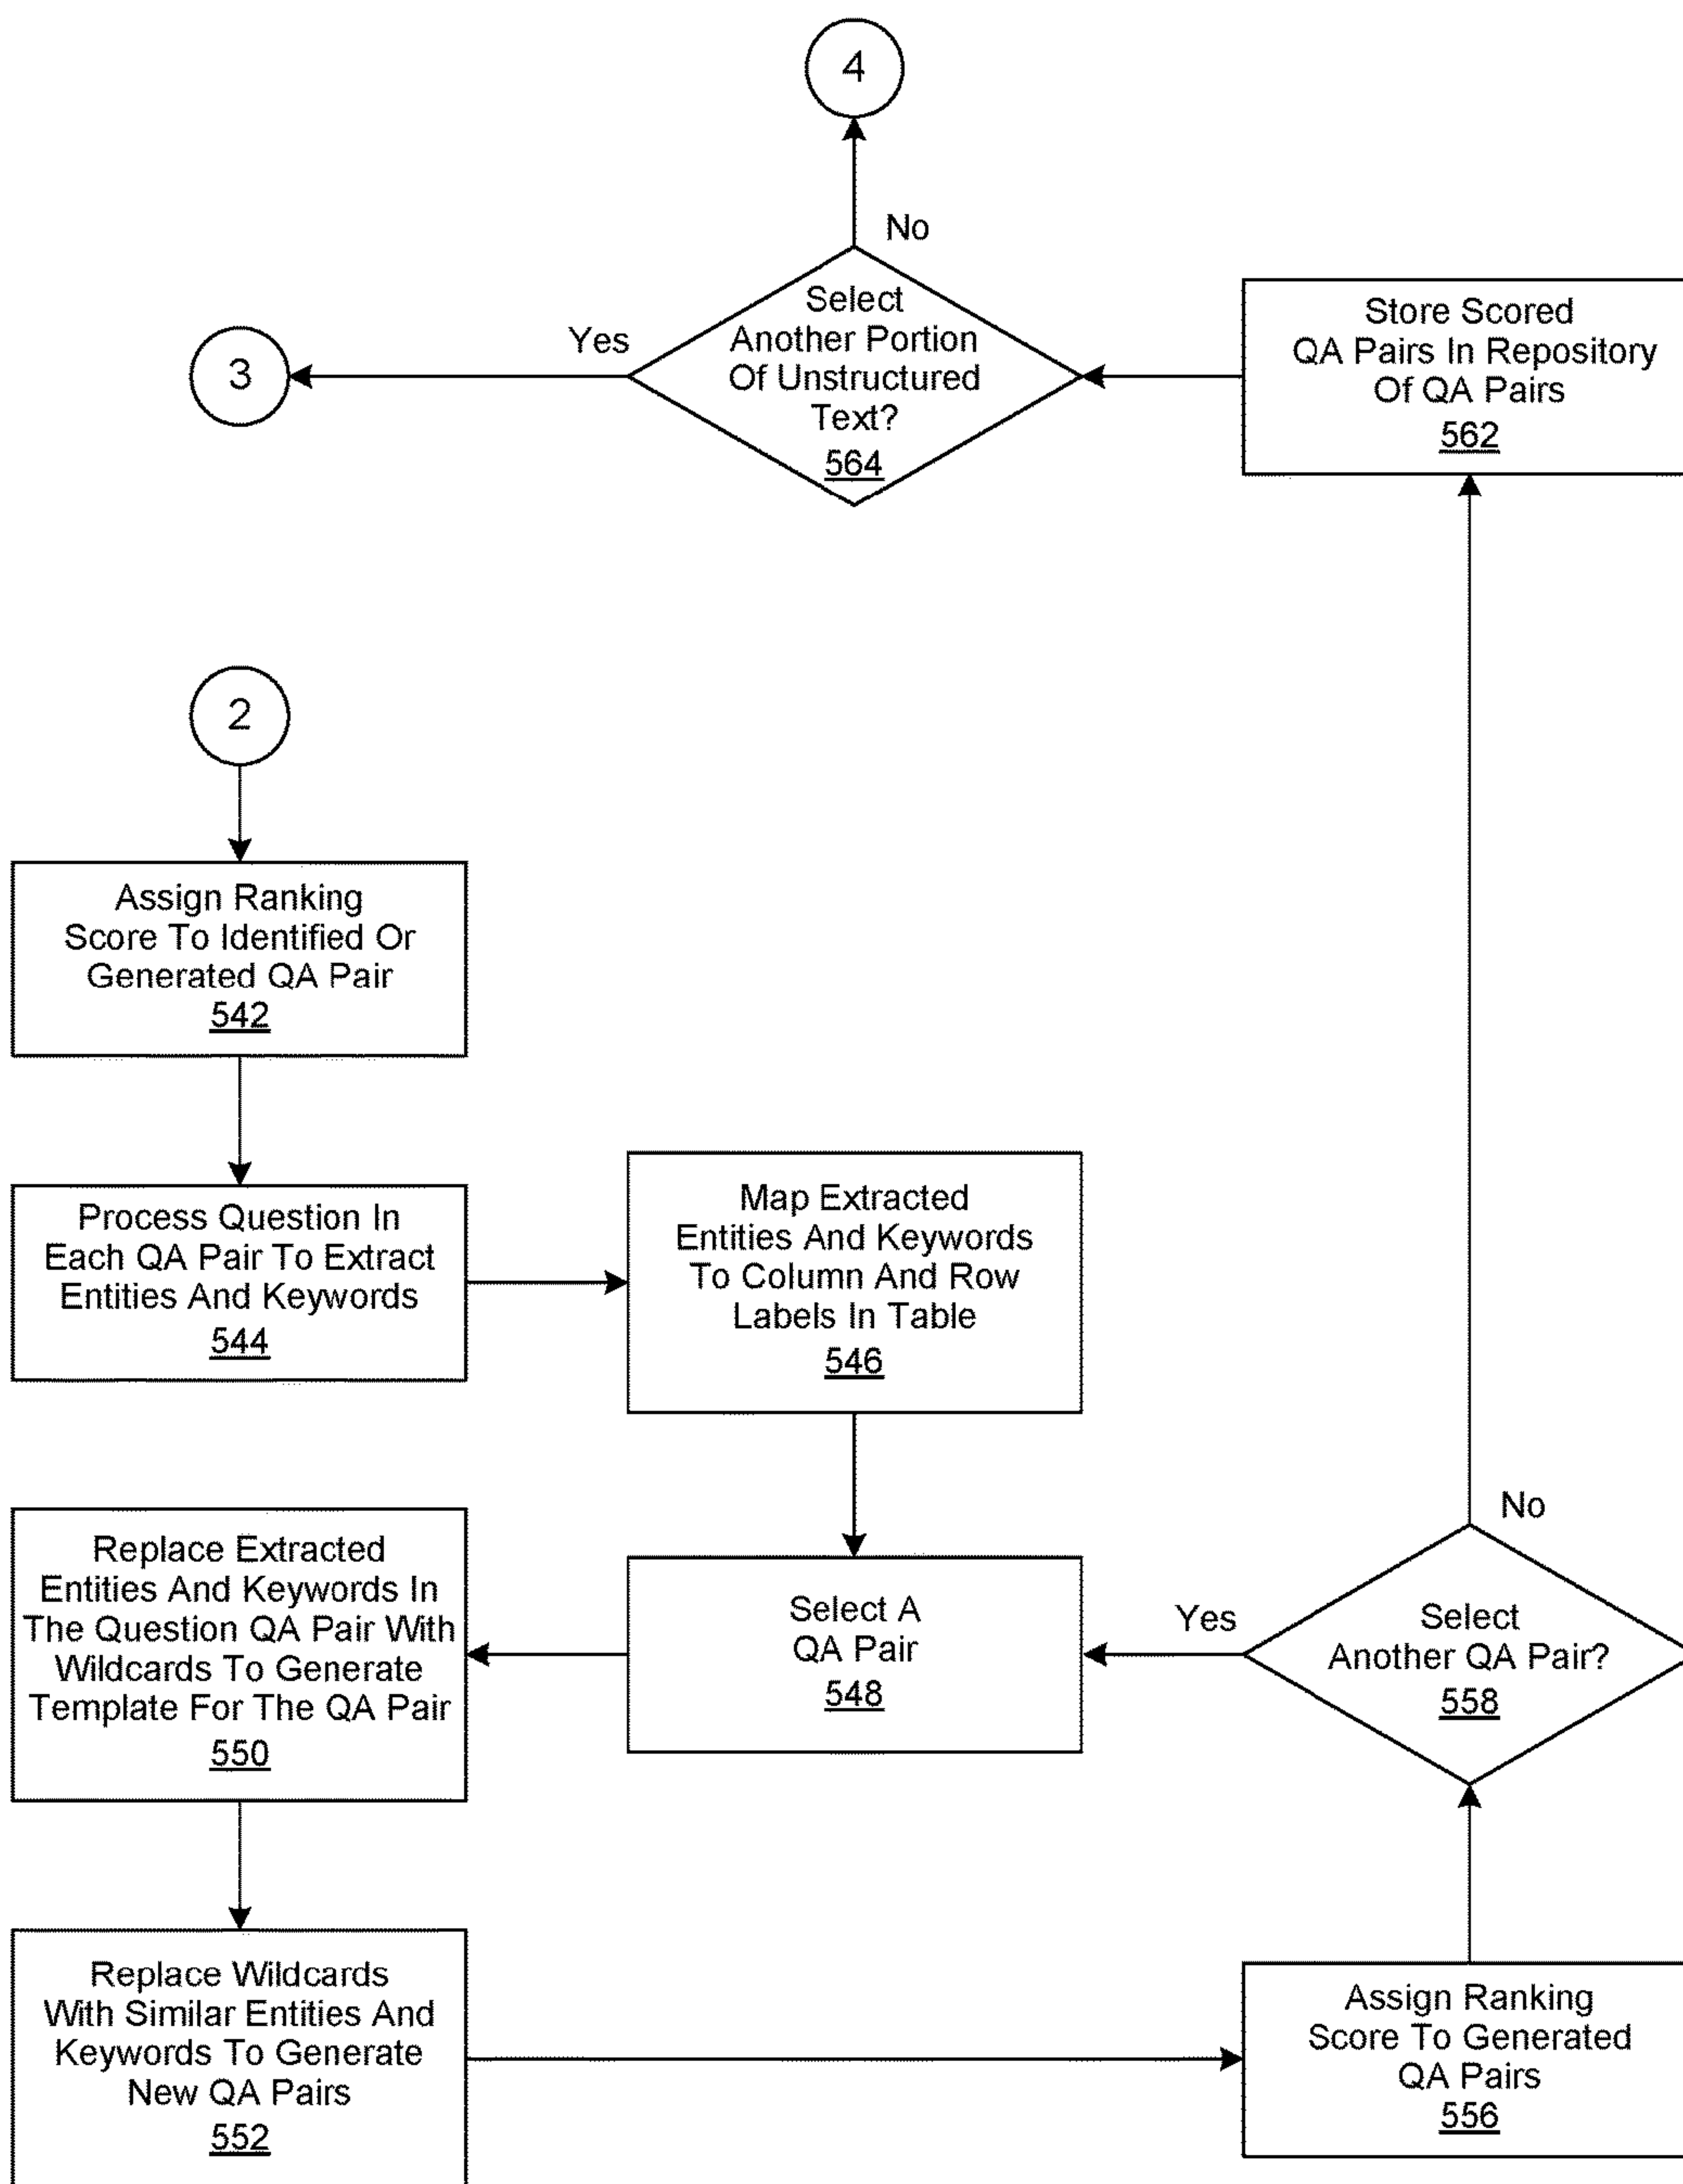 4
No
Select
Another Portion
Of Unstructured
Text?
564
Yes
3
Store Scored
QA Pairs In Repository
Of QA Pairs
562
2
Assign Ranking
Score To Identified Or
Generated QA Pair
542
Process Question In
Each QA Pair To Extract
Entities And Keywords
544
Map Extracted
Entities And Keywords
To Column And Row
Labels In Table
546
Replace Extracted
Entities And Keywords In
The Question QA Pair With
Wildcards To Generate
Template For The QA Pair
550
Select A
QA Pair
548
Yes
No
Select
Another QA Pair?
558
Replace Wildcards
With Similar Entities And
Keywords To Generate
New QA Pairs
552
Assign Ranking
Score To Generated
QA Pairs
556